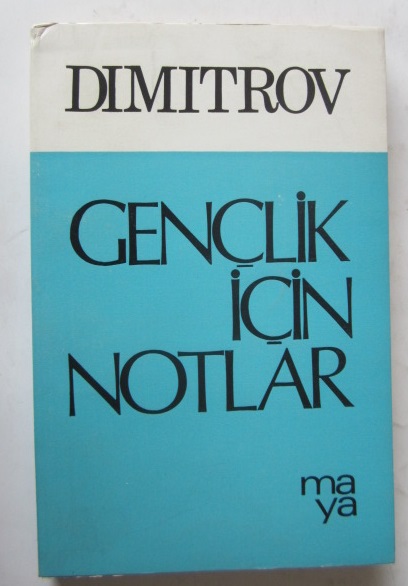 DIMITROV
GENÇLİK
İÇİN
NOTLAR
ma
ya